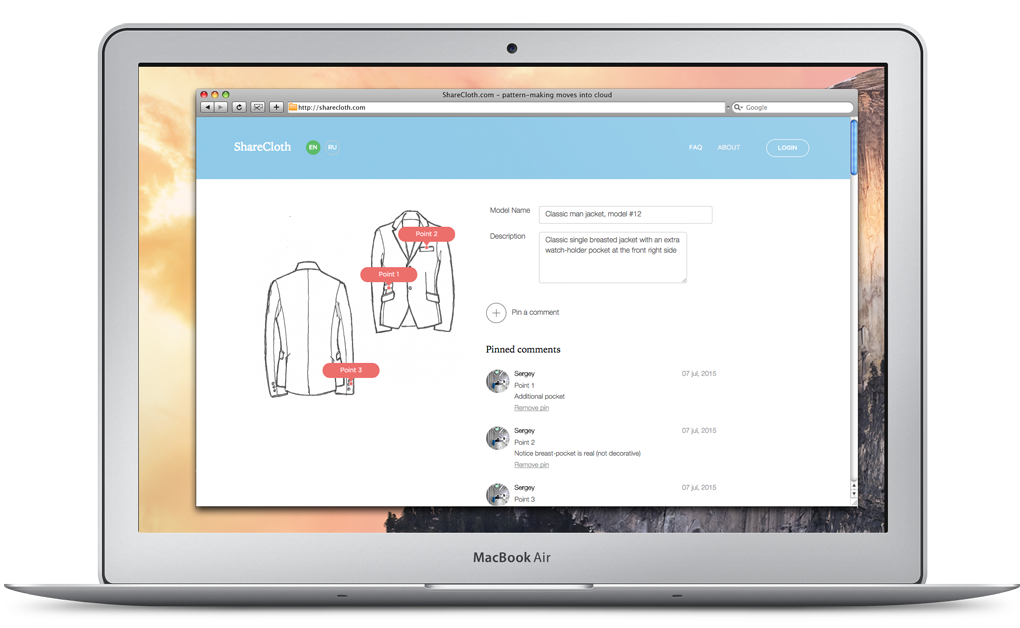 ShareCloth.com – pattern-making moves into cloud
http://sharecloth.com
Google
ShareCloth
EN
RU
FAQ
ABOUT
LOGIN
Model Name
Classic man jacket, model #12
Description
Classic single breasted jacket with an extra
watch-holder pocket at the front right side
Point 2
Point 1
Point 3
Pin a comment
Pinned comments
Sergey
07 jul, 2015
Point 1
Additional pocket
Remove pin
Sergey
07 jul, 2015
Point 2
Notice breast-pocket is real (not decorative)
Remove pin
Sergey
07 jul, 2015
Point 3
MacBook Air